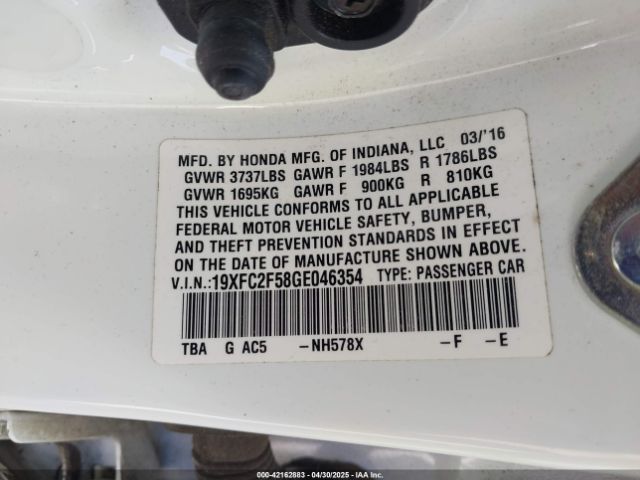 MFD. BY HONDA MFG. OF INDIANA, LLC 03/'16
GVWR 3737LBS GAWR F 1984LBS R 1786LBS
GVWR 1695KG GAWR F 900KG R 810KG
THIS VEHICLE CONFORMS TO ALL APPLICABLE
FEDERAL MOTOR VEHICLE SAFETY, BUMPER,
AND THEFT PREVENTION STANDARDS IN EFFECT
ON THE DATE OF MANUFACTURE SHOWN ABOVE.
V.I.N.:19XFC2F58GE046354 TYPE: PASSENGER CAR
TBA G AC5 -NH578X -F -E
000-42162883 - 04/30/2025 - IAAI.COM